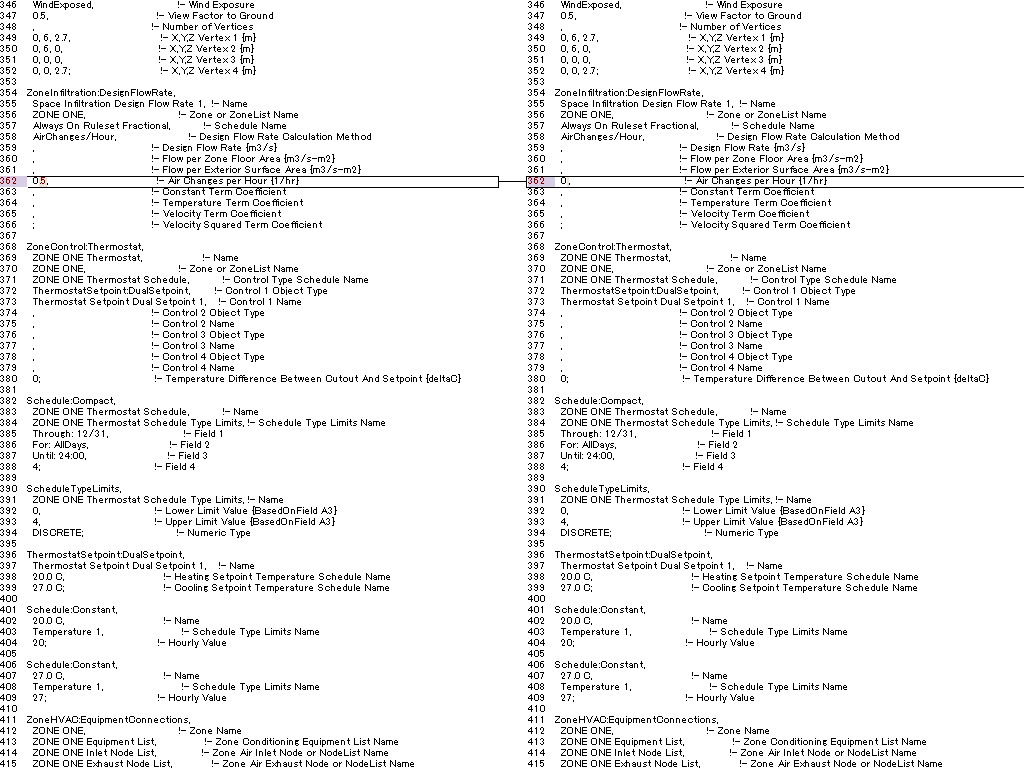 346 WindExposed, !- Wind Exposure
347 0.5, !- View Factor to Ground
348 , !- Number of Vertices
349 0, 6, 2.7, !- X,Y,Z Vertex 1 {m}
350 0, 6, 0, !- X,Y,Z Vertex 2 {m}
351 0, 0, 0, !- X,Y,Z Vertex 3 {m}
352 0, 0, 2.7; !- X,Y,Z Vertex 4 {m}
353
354 ZoneInfiltration:DesignFlowRate,
355 Space Infiltration Design Flow Rate 1, !- Name
356 ZONE ONE, !- Zone or ZoneList Name
357 Always On Ruleset Fractional, !- Schedule Name
358 AirChanges/Hour, !- Design Flow Rate Calculation Method
359 , !- Design Flow Rate {m3/s}
360 , !- Flow per Zone Floor Area {m3/s-m2}
361 , !- Flow per Exterior Surface Area {m3/s-m2}
362 0.5, !- Air Changes per Hour {1/hr}
363 , !- Constant Term Coefficient
364 , !- Temperature Term Coefficient
365 , !- Velocity Term Coefficient
366 ; !- Velocity Squared Term Coefficient
367
368 ZoneControl:Thermostat,
369 ZONE ONE Thermostat, !- Name
370 ZONE ONE, !- Zone or ZoneList Name
371 ZONE ONE Thermostat Schedule, !- Control Type Schedule Name
372 ThermostatSetpoint:DualSetpoint, !- Control 1 Object Type
373 Thermostat Setpoint Dual Setpoint 1, !- Control 1 Name
374 , !- Control 2 Object Type
375 , !- Control 2 Name
376 , !- Control 3 Object Type
377 , !- Control 3 Name
378 , !- Control 4 Object Type
379 , !- Control 4 Name
380 0; !- Temperature Difference Between Cutout And Setpoint {deltaC}
381
382 Schedule:Compact,
383 ZONE ONE Thermostat Schedule, !- Name
384 ZONE ONE Thermostat Schedule Type Limits, !- Schedule Type Limits Name
385 Through: 12/31, !- Field 1
386 For: AllDays, !- Field 2
387 Until: 24:00, !- Field 3
388 4; !- Field 4
389
390 ScheduleTypeLimits,
391 ZONE ONE Thermostat Schedule Type Limits, !- Name
392 0, !- Lower Limit Value {BasedOnField A3}
393 4, !- Upper Limit Value {BasedOnField A3}
394 DISCRETE; !- Numeric Type
395
396 ThermostatSetpoint:DualSetpoint,
397 Thermostat Setpoint Dual Setpoint 1, !- Name
398 20.0 C, !- Heating Setpoint Temperature Schedule Name
399 27.0 C, !- Cooling Setpoint Temperature Schedule Name
400
401 Schedule:Constant,
402 20.0 C, !- Name
403 Temperature 1, !- Schedule Type Limits Name
404 20; !- Hourly Value
405
406 Schedule:Constant,
407 27.0 C, !- Name
408 Temperature 1, !- Schedule Type Limits Name
409 27; !- Hourly Value
410
411 ZoneHVAC:EquipmentConnections,
412 ZONE ONE, !- Zone Name
413 ZONE ONE Equipment List, !- Zone Conditioning Equipment List Name
414 ZONE ONE Inlet Node List, !- Zone Air Inlet Node or NodeList Name
415 ZONE ONE Exhaust Node List, !- Zone Air Exhaust Node or NodeList Name
346 WindExposed, !- Wind Exposure
347 0.5, !- View Factor to Ground
348 , !- Number of Vertices
349 0, 6, 2.7, !- X,Y,Z Vertex 1 {m}
350 0, 6, 0, !- X,Y,Z Vertex 2 {m}
351 0, 0, 0, !- X,Y,Z Vertex 3 {m}
352 0, 0, 2.7; !- X,Y,Z Vertex 4 {m}
353
354 ZoneInfiltration:DesignFlowRate,
355 Space Infiltration Design Flow Rate 1, !- Name
356 ZONE ONE, !- Zone or ZoneList Name
357 Always On Ruleset Fractional, !- Schedule Name
358 AirChanges/Hour, !- Design Flow Rate Calculation Method
359 , !- Design Flow Rate {m3/s}
360 , !- Flow per Zone Floor Area {m3/s-m2}
361 , !- Flow per Exterior Surface Area {m3/s-m2}
362 0, !- Air Changes per Hour {1/hr}
363 , !- Constant Term Coefficient
364 , !- Temperature Term Coefficient
365 , !- Velocity Term Coefficient
366 ; !- Velocity Squared Term Coefficient
367
368 ZoneControl:Thermostat,
369 ZONE ONE Thermostat, !- Name
370 ZONE ONE, !- Zone or ZoneList Name
371 ZONE ONE Thermostat Schedule, !- Control Type Schedule Name
372 ThermostatSetpoint:DualSetpoint, !- Control 1 Object Type
373 Thermostat Setpoint Dual Setpoint 1, !- Control 1 Name
374 , !- Control 2 Object Type
375 , !- Control 2 Name
376 , !- Control 3 Object Type
377 , !- Control 3 Name
378 , !- Control 4 Object Type
379 , !- Control 4 Name
380 0; !- Temperature Difference Between Cutout And Setpoint {deltaC}
381
382 Schedule:Compact,
383 ZONE ONE Thermostat Schedule, !- Name
384 ZONE ONE Thermostat Schedule Type Limits, !- Schedule Type Limits Name
385 Through: 12/31, !- Field 1
386 For: AllDays, !- Field 2
387 Until: 24:00, !- Field 3
388 4; !- Field 4
389
390 ScheduleTypeLimits,
391 ZONE ONE Thermostat Schedule Type Limits, !- Name
392 0, !- Lower Limit Value {BasedOnField A3}
393 4, !- Upper Limit Value {BasedOnField A3}
394 DISCRETE; !- Numeric Type
395
396 ThermostatSetpoint:DualSetpoint,
397 Thermostat Setpoint Dual Setpoint 1, !- Name
398 20.0 C, !- Heating Setpoint Temperature Schedule Name
399 27.0 C, !- Cooling Setpoint Temperature Schedule Name
400
401 Schedule:Constant,
402 20.0 C, !- Name
403 Temperature 1, !- Schedule Type Limits Name
404 20; !- Hourly Value
405
406 Schedule:Constant,
407 27.0 C, !- Name
408 Temperature 1, !- Schedule Type Limits Name
409 27; !- Hourly Value
410
411 ZoneHVAC:EquipmentConnections,
412 ZONE ONE, !- Zone Name
413 ZONE ONE Equipment List, !- Zone Conditioning Equipment List Name
414 ZONE ONE Inlet Node List, !- Zone Air Inlet Node or NodeList Name
415 ZONE ONE Exhaust Node List, !- Zone Air Exhaust Node or NodeList Name